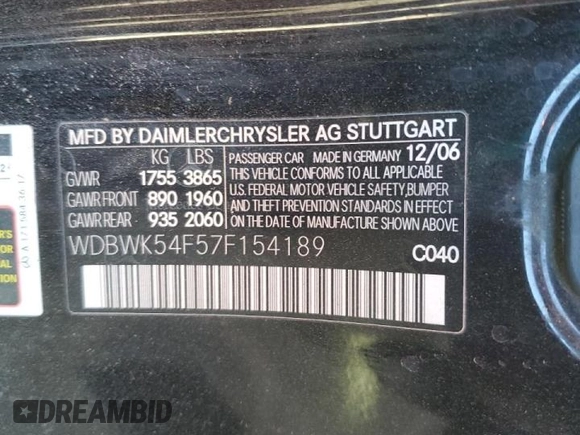 MFD BY DAIMLERCHRYSLER AG STUTTGART
KG LBS
GVWR 1755 3865
GAWR FRONT 890 1960
GAWR REAR 935 2060
PASSENGER CAR MADE IN GERMANY 12/06
THIS VEHICLE CONFORMS TO ALL APPLICABLE
U.S. FEDERAL MOTOR VEHICLE SAFETY,BUMPER
AND THEFT PREVENTION STANDARDS IN EFFECT
ON THE DATE OF MANUFACTURE SHOWN ABOVE.
WDBWK54F57F154189
C040
DREAMBID